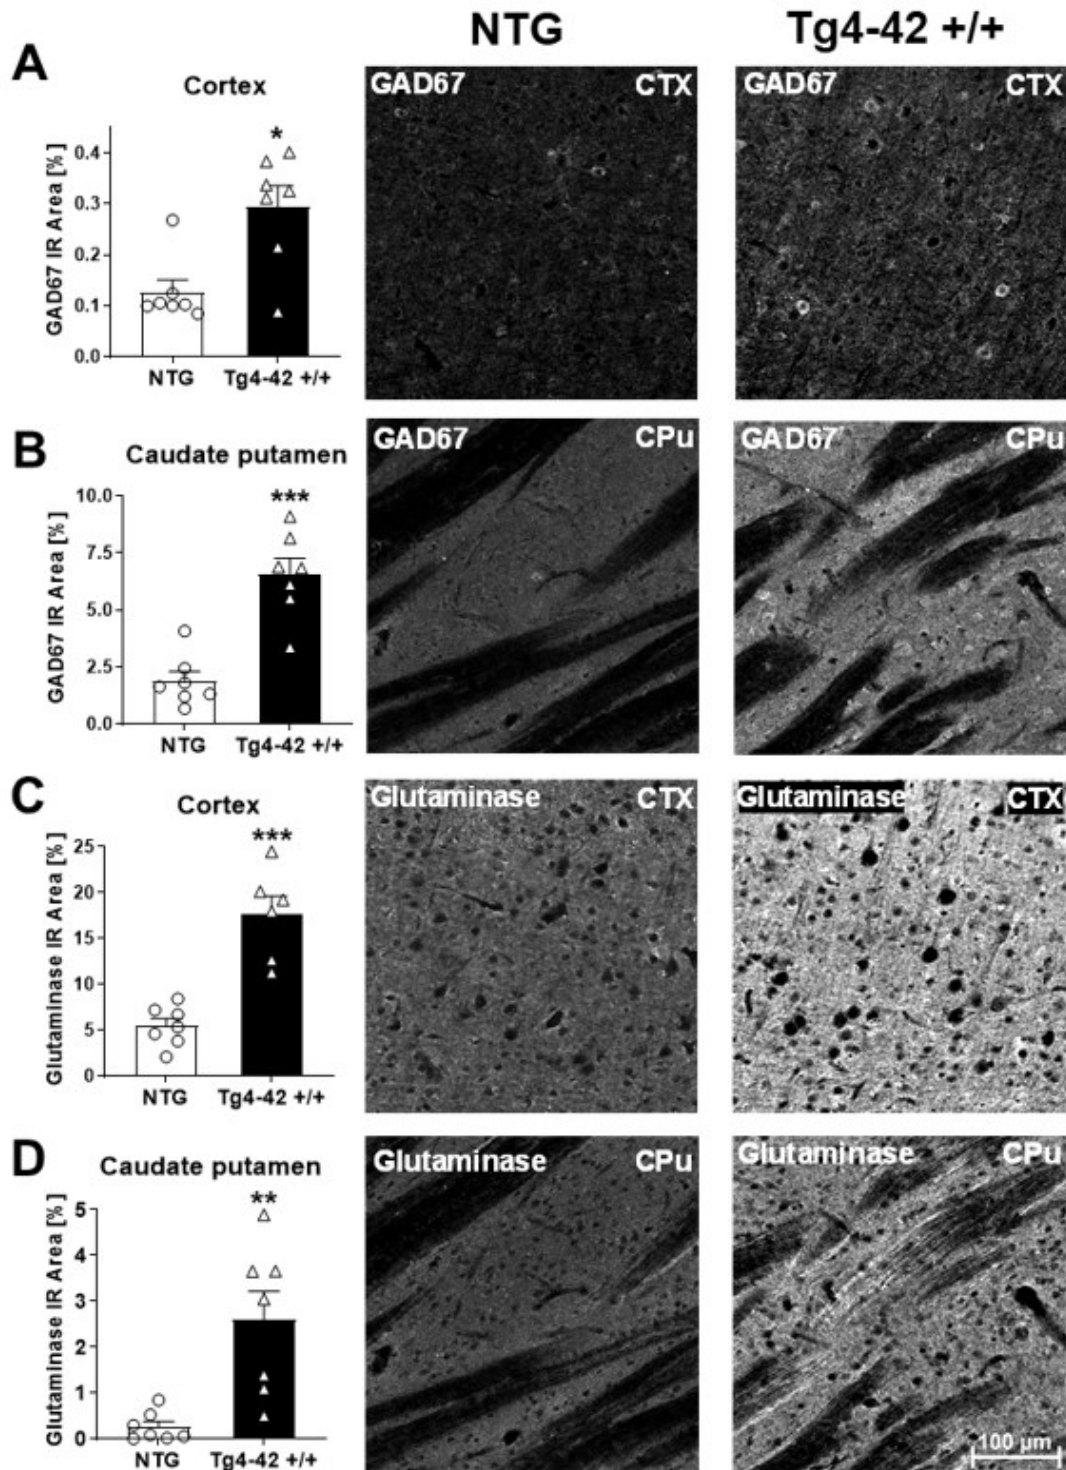 NTG
Tg4-42 +/+
A
Cortex
GAD67 IR Area [%]
0.4
0.3
0.2
0.1
0.0
*
NTG
Tg4-42 +/+
GAD67
CTX
GAD67
CTX
B
Caudate putamen
GAD67 IR Area [%]
10.0
7.5
5.0
2.5
0.0
***
NTG
Tg4-42 +/+
GAD67
CPu
GAD67
CPu
C
Cortex
Glutaminase IR Area [%]
25
20
15
10
5
0
***
NTG
Tg4-42 +/+
Glutaminase
CTX
Glutaminase
CTX
D
Caudate putamen
Glutaminase IR Area [%]
5
4
3
2
1
0
**
NTG
Tg4-42 +/+
Glutaminase
CPu
Glutaminase
CPu
100 µm